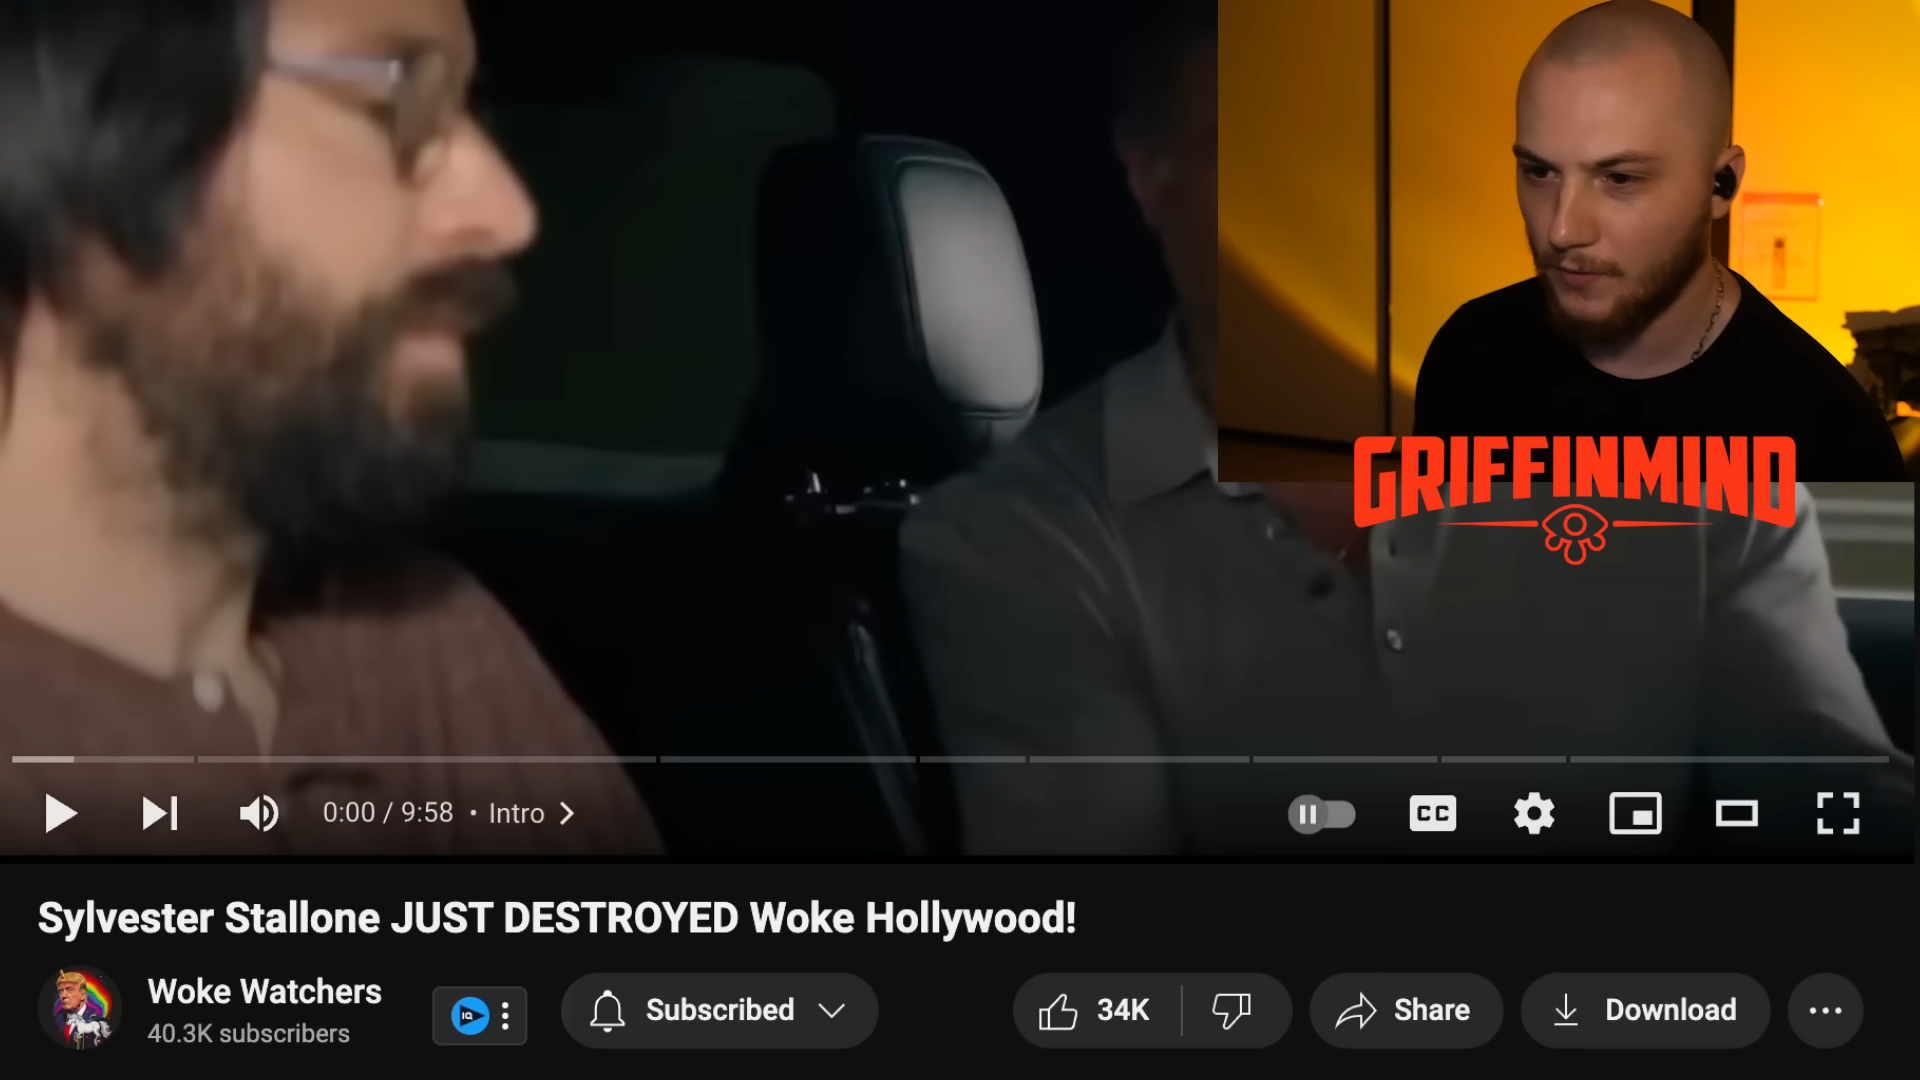 GRIFFINMIND
0:00 / 9:58 • Intro
CC
Sylvester Stallone JUST DESTROYED Woke Hollywood!
Woke Watchers
40.3K subscribers
IQ
Subscribed
34K
Share
Download